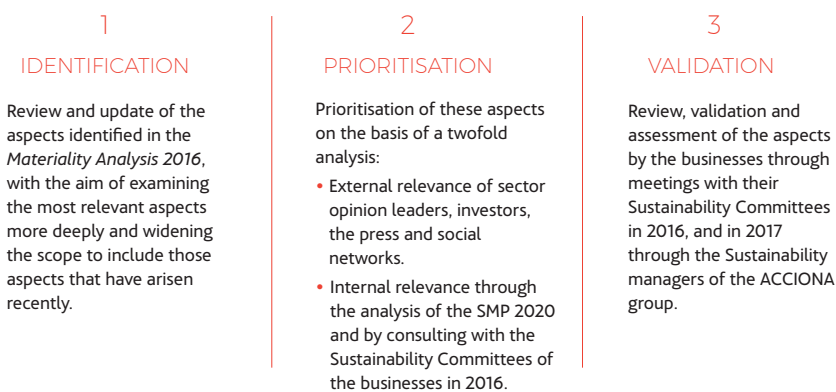 1
IDENTIFICATION
Review and update of the
aspects identified in the
Materiality Analysis 2016,
with the aim of examining
the most relevant aspects
more deeply and widening
the scope to include those
aspects that have arisen
recently.
2
PRIORITISATION
Prioritisation of these aspects
on the basis of a twofold
analysis:
• External relevance of sector
opinion leaders, investors,
the press and social
networks.
• Internal relevance through
the analysis of the SMP 2020
and by consulting with the
Sustainability Committees of
the businesses in 2016.
3
VALIDATION
Review, validation and
assessment of the aspects
by the businesses through
meetings with their
Sustainability Committees
in 2016, and in 2017
through the Sustainability
managers of the ACCIONA
group.